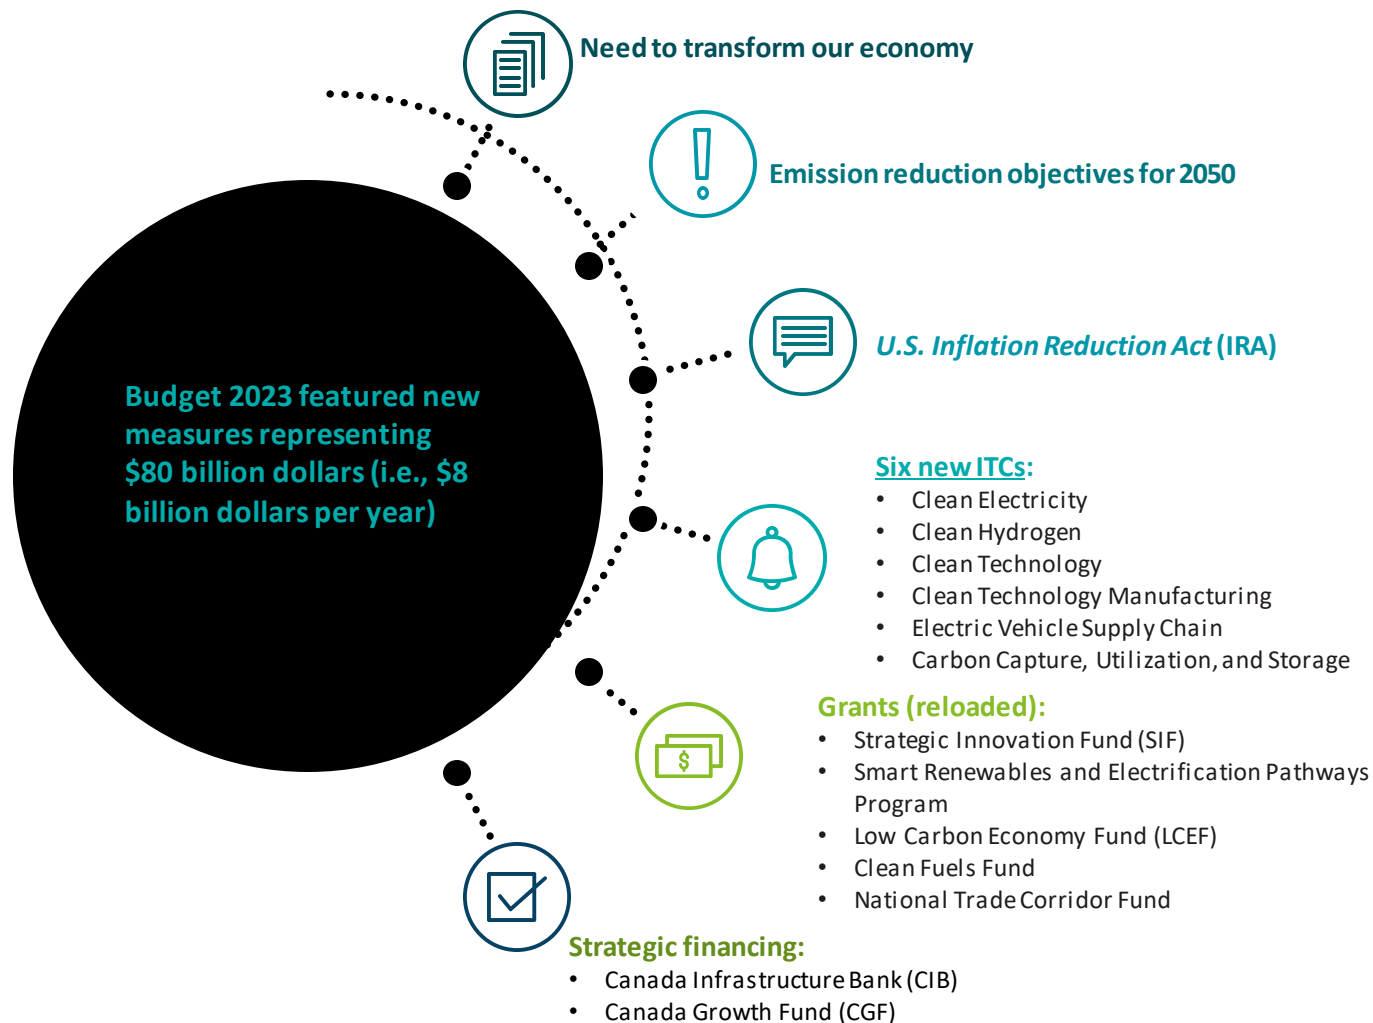 Need to transform our economy
Emission reduction objectives for 2050
U.S. Inflation Reduction Act (IRA)
Budget 2023 featured new
measures representing
$80 billion dollars (i.e., $8
billion dollars per year)
Six new ITCs:
• Clean Electricity
• Clean Hydrogen
• Clean Technology
• Clean Technology Manufacturing
• Electric Vehicle Supply Chain
• Carbon Capture, Utilization, and Storage
Grants (reloaded):
• Strategic Innovation Fund (SIF)
• Smart Renewables and Electrification Pathways
Program
• Low Carbon Economy Fund (LCEF)
• Clean Fuels Fund
• National Trade Corridor Fund
$
Strategic financing:
• Canada Infrastructure Bank (CIB)
• Canada Growth Fund (CGF)